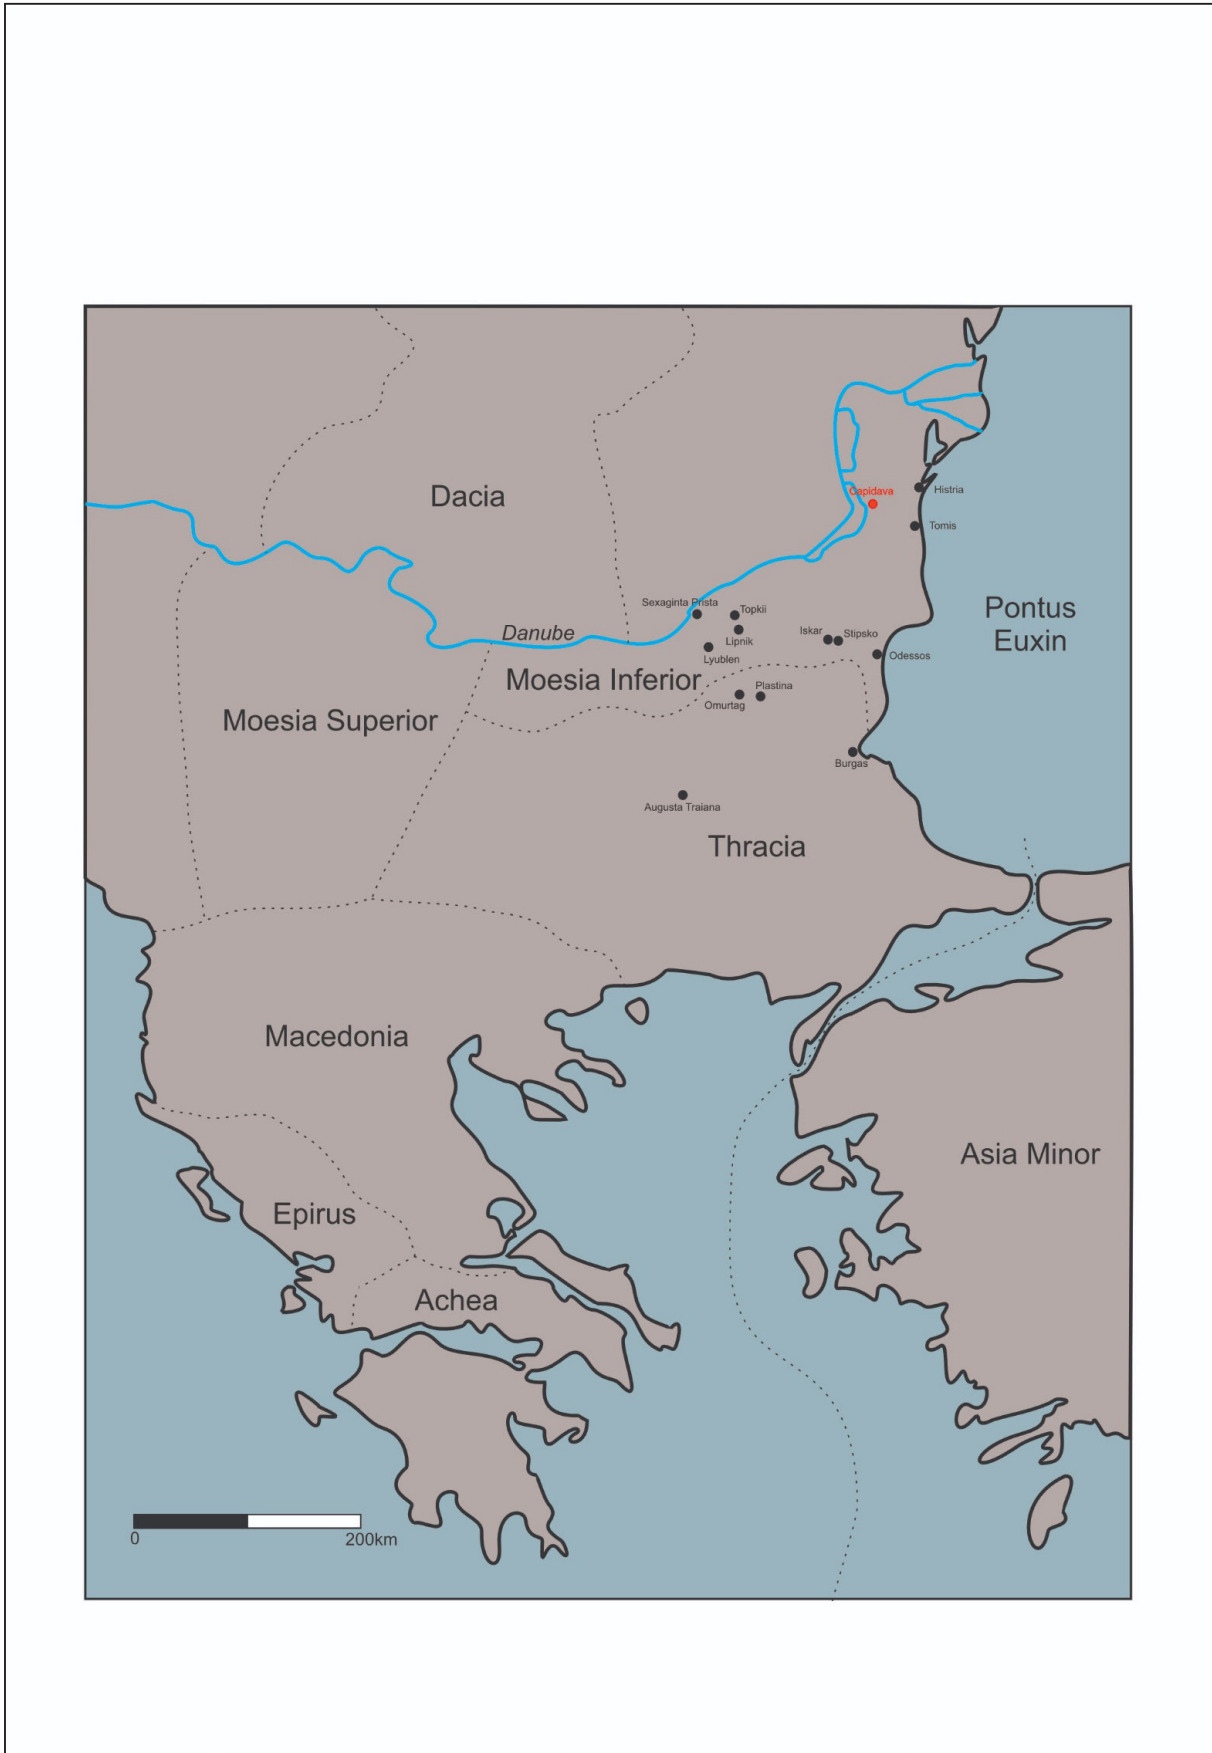 Dacia
Capidava
Histria
Tomis
Sexaginta Prista
Topkii
Pontus
Euxin
Danube
Lipnik
Iskar
Stipsko
Lyublen
Odessos
Moesia Inferior
Plastina
Omurtag
Moesia Superior
Burgas
Augusta Traiana
Thracia
Macedonia
Asia Minor
Epirus
Achea
0
200km